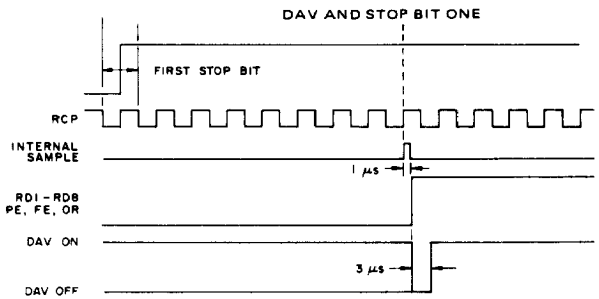 DAV AND STOP BIT ONE
FIRST STOP BIT
RCP
INTERNAL
SAMPLE
1 μs
RD1-RD8
PE, FE, OR
DAV ON
3 μs
DAV OFF